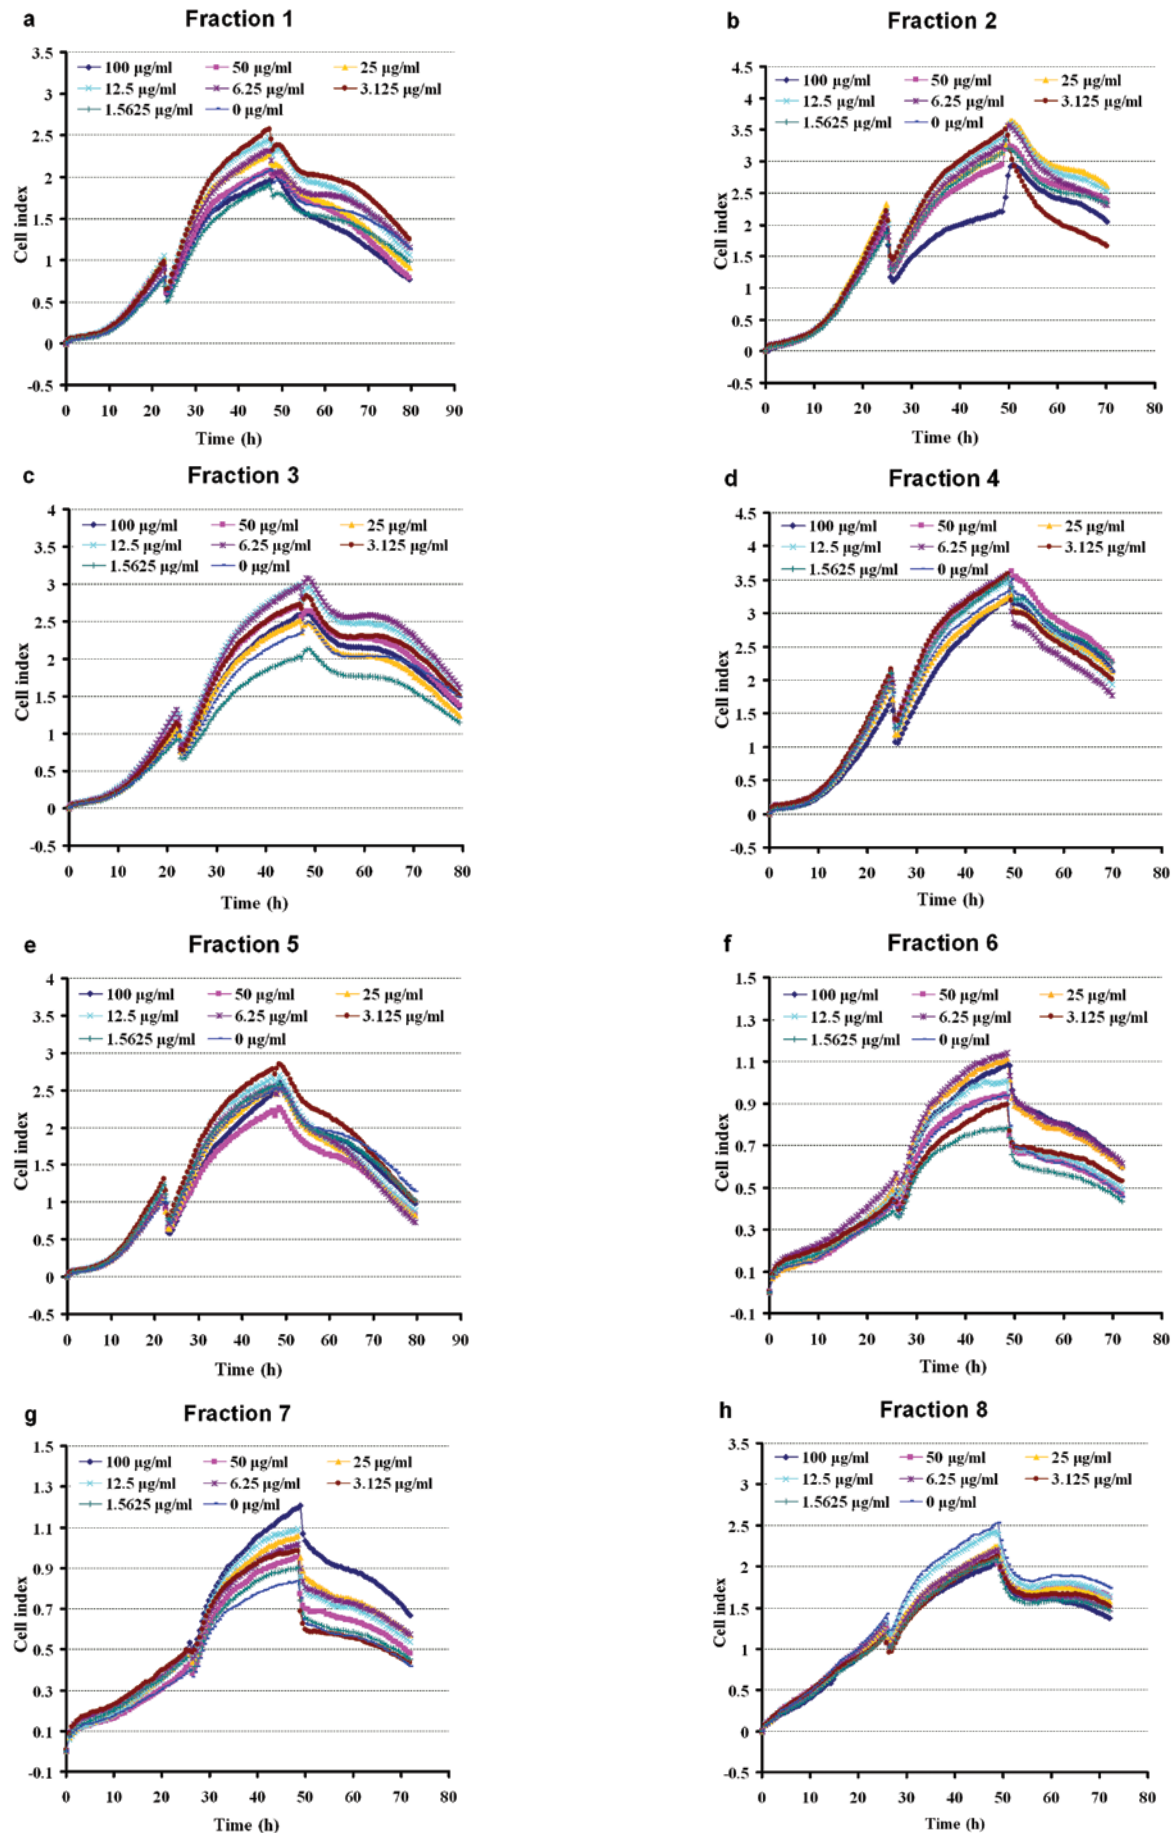 a Fraction 1
3.5
3
2.5
2
1.5
1
0.5
0
-0.5
100 µg/ml 50 µg/ml 25 µg/ml
12.5 µg/ml 6.25 µg/ml 3.125 µg/ml
1.5625 µg/ml 0 µg/ml
Cell index
0 10 20 30 40 50 60 70 80 90
Time (h)
b Fraction 2
4.5
4
3.5
3
2.5
2
1.5
1
0.5
0
-0.5
100 µg/ml 50 µg/ml 25 µg/ml
12.5 µg/ml 6.25 µg/ml 3.125 µg/ml
1.5625 µg/ml 0 µg/ml
Cell index
0 10 20 30 40 50 60 70 80
Time (h)
c Fraction 3
4
3.5
3
2.5
2
1.5
1
0.5
0
-0.5
100 µg/ml 50 µg/ml 25 µg/ml
12.5 µg/ml 6.25 µg/ml 3.125 µg/ml
1.5625 µg/ml 0 µg/ml
Cell index
0 10 20 30 40 50 60 70 80
Time (h)
d Fraction 4
4.5
4
3.5
3
2.5
2
1.5
1
0.5
0
-0.5
100 µg/ml 50 µg/ml 25 µg/ml
12.5 µg/ml 6.25 µg/ml 3.125 µg/ml
1.5625 µg/ml 0 µg/ml
Cell index
0 10 20 30 40 50 60 70 80
Time (h)
e Fraction 5
4
3.5
3
2.5
2
1.5
1
0.5
0
-0.5
100 µg/ml 50 µg/ml 25 µg/ml
12.5 µg/ml 6.25 µg/ml 3.125 µg/ml
1.5625 µg/ml 0 µg/ml
Cell index
0 10 20 30 40 50 60 70 80 90
Time (h)
f Fraction 6
1.5
1.3
1.1
0.9
0.7
0.5
0.3
0.1
-0.1
100 µg/ml 50 µg/ml 25 µg/ml
12.5 µg/ml 6.25 µg/ml 3.125 µg/ml
1.5625 µg/ml 0 µg/ml
Cell index
0 10 20 30 40 50 60 70 80
Time (h)
g Fraction 7
1.5
1.3
1.1
0.9
0.7
0.5
0.3
0.1
-0.1
100 µg/ml 50 µg/ml 25 µg/ml
12.5 µg/ml 6.25 µg/ml 3.125 µg/ml
1.5625 µg/ml 0 µg/ml
Cell index
0 10 20 30 40 50 60 70 80
Time (h)
h Fraction 8
3.5
3
2.5
2
1.5
1
0.5
0
-0.5
100 µg/ml 50 µg/ml 25 µg/ml
12.5 µg/ml 6.25 µg/ml 3.125 µg/ml
1.5625 µg/ml 0 µg/ml
Cell index
0 10 20 30 40 50 60 70 80
Time (h)